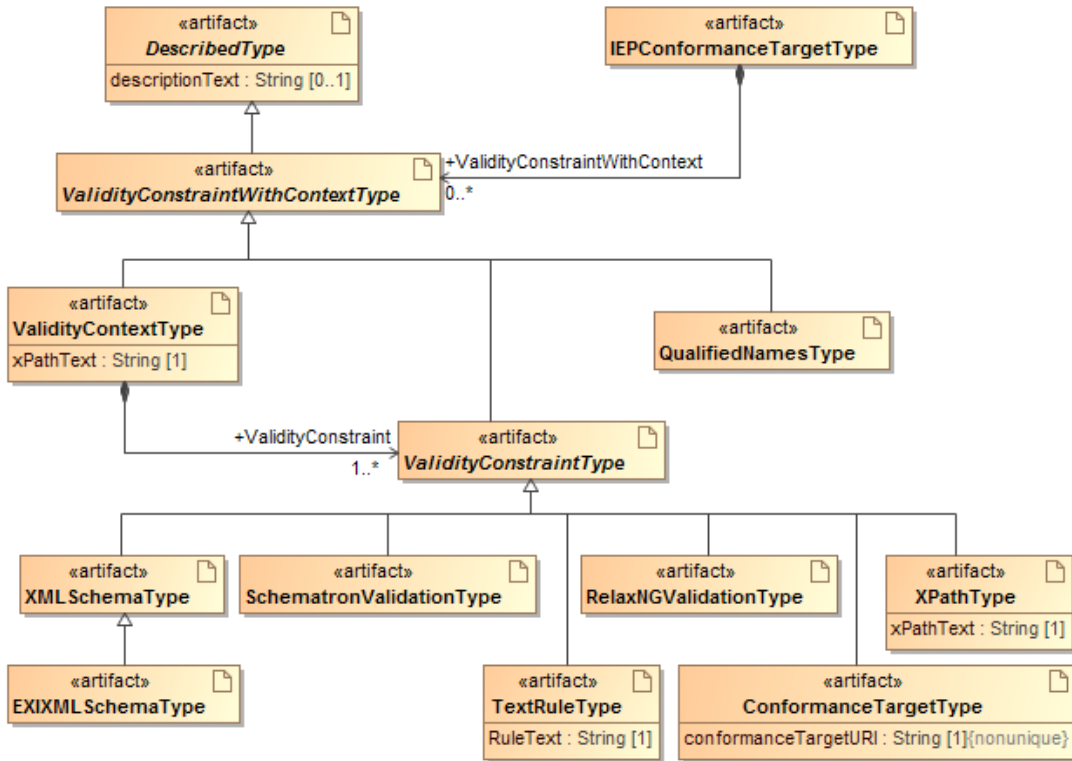 «artifact»
DescribedType
descriptionText : String [0..1]
«artifact»
IEPConformanceTargetType
«artifact»
ValidityConstraintWithContextType
+ValidityConstraintWithContext
0..*
«artifact»
ValidityContextType
xPathText : String [1]
«artifact»
QualifiedNamesType
+ValidityConstraint
1..*
«artifact»
ValidityConstraintType
«artifact»
XMLSchemaType
«artifact»
SchematronValidationType
«artifact»
RelaxNGValidationType
«artifact»
XPathType
xPathText : String [1]
«artifact»
EXIXMLSchemaType
«artifact»
TextRuleType
RuleText : String [1]
«artifact»
ConformanceTargetType
conformanceTargetURI : String [1]{nonunique}